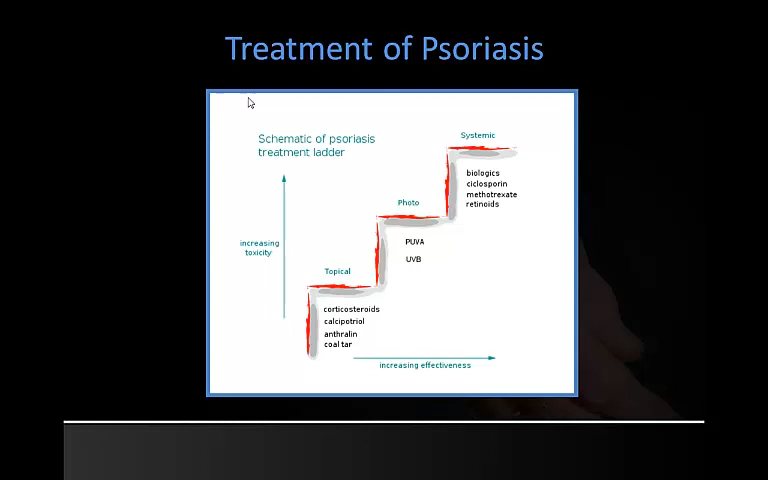 Treatment of Psoriasis
Schematic of psoriasis
treatment ladder
Systemic
biologics
ciclosporin
methotrexate
retinoids
Photo
PUVA
UVB
increasing
toxicity
Topical
corticosteroids
calcipotriol
anthralin
coal tar
increasing effectiveness